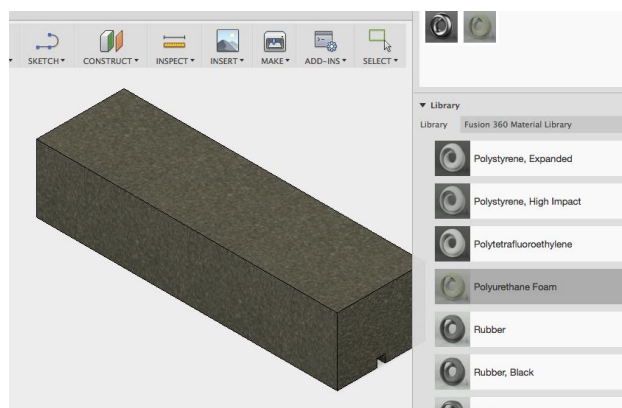 SKETCH▾
CONSTRUCT▾
INSPECT▾
INSERT▾
MAKE▾
ADD-INS▾
SELECT▾
▼ Library
Library Fusion 360 Material Library
Polystyrene, Expanded
Polystyrene, High Impact
Polytetrafluoroethylene
Polyurethane Foam
Rubber
Rubber, Black